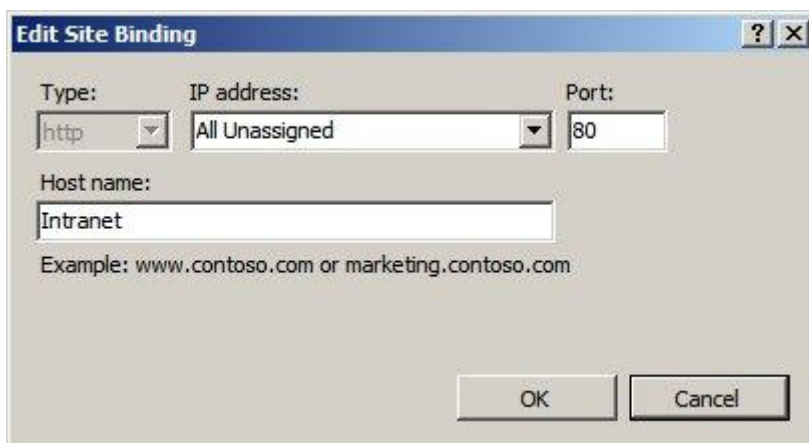 Edit Site Binding
Type: IP address: Port:
http All Unassigned 80
Host name:
Intranet
Example: www.contoso.com or marketing.contoso.com
OK Cancel